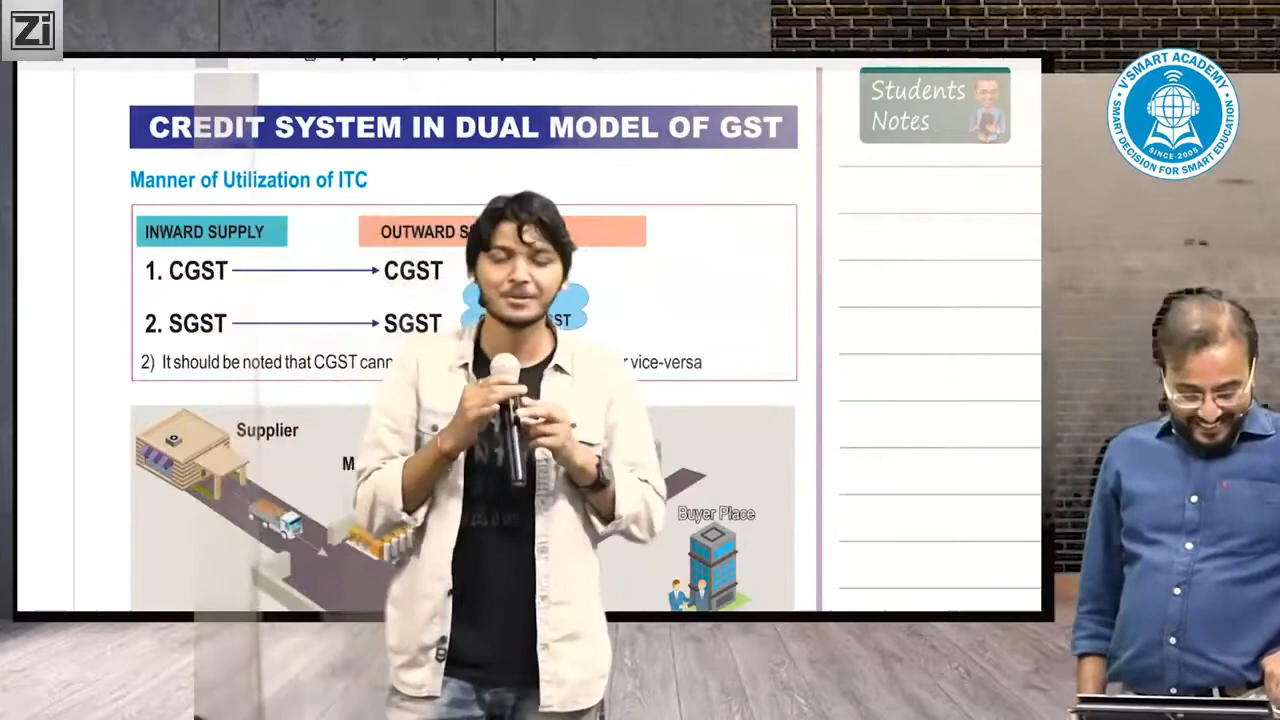 Zi
CREDIT SYSTEM IN DUAL MODEL OF GST
Manner of Utilization of ITC
INWARD SUPPLY
OUTWARD S
1. CGST
CGST
2. SGST
SGST
ST
2) It should be noted that CGST cann
r vice-versa
Supplier
M
Buyer Place
Students
Notes
V'SMART ACADEMY
SINCE-2005
SMART DECISION FOR SMART EDUCATION